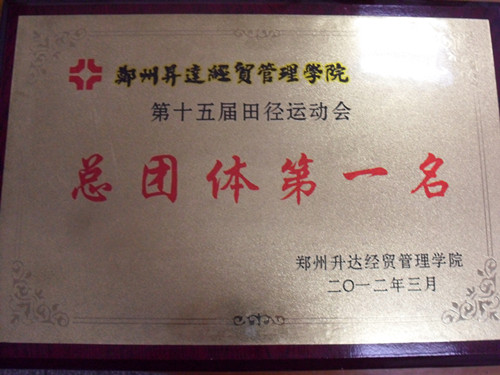 郑州昇達經贸管理学院
第十五届田径运动会
总团体第一名
郑州升达经贸管理学院
二〇一二年三月